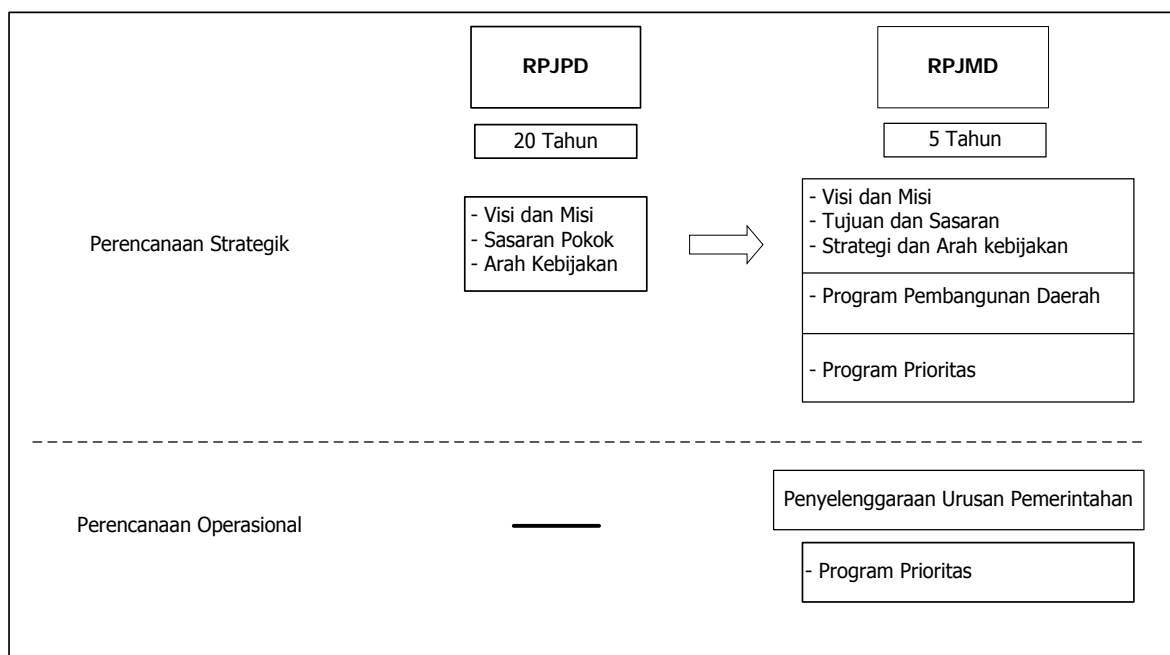 RPJPD
RPJMD
20 Tahun
5 Tahun
Perencanaan Strategik
- Visi dan Misi
- Sasaran Pokok
- Arah Kebijakan
- Visi dan Misi
- Tujuan dan Sasaran
- Strategi dan Arah kebijakan
- Program Pembangunan Daerah
- Program Prioritas
Perencanaan Operasional
Penyelenggaraan Urusan Pemerintahan
- Program Prioritas